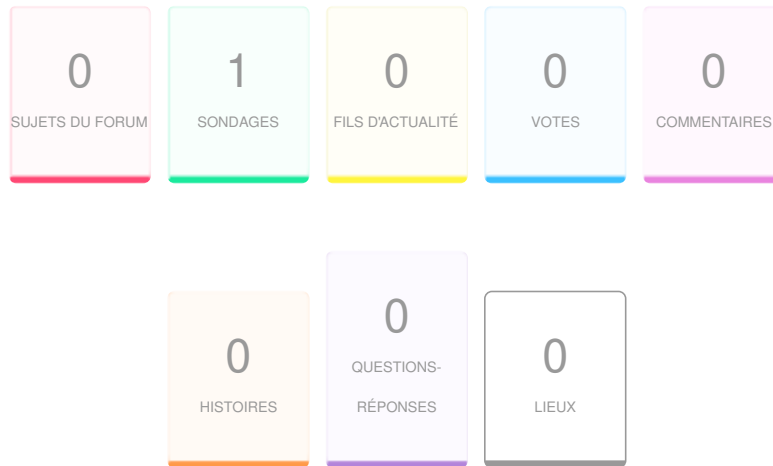 0 1 0 0 0
SUJETS DU FORUM SONDAGES FILS D'ACTUALITÉ VOTES COMMENTAIRES
0
0 0
QUESTIONS-
HISTOIRES RÉPONSES LIEUX